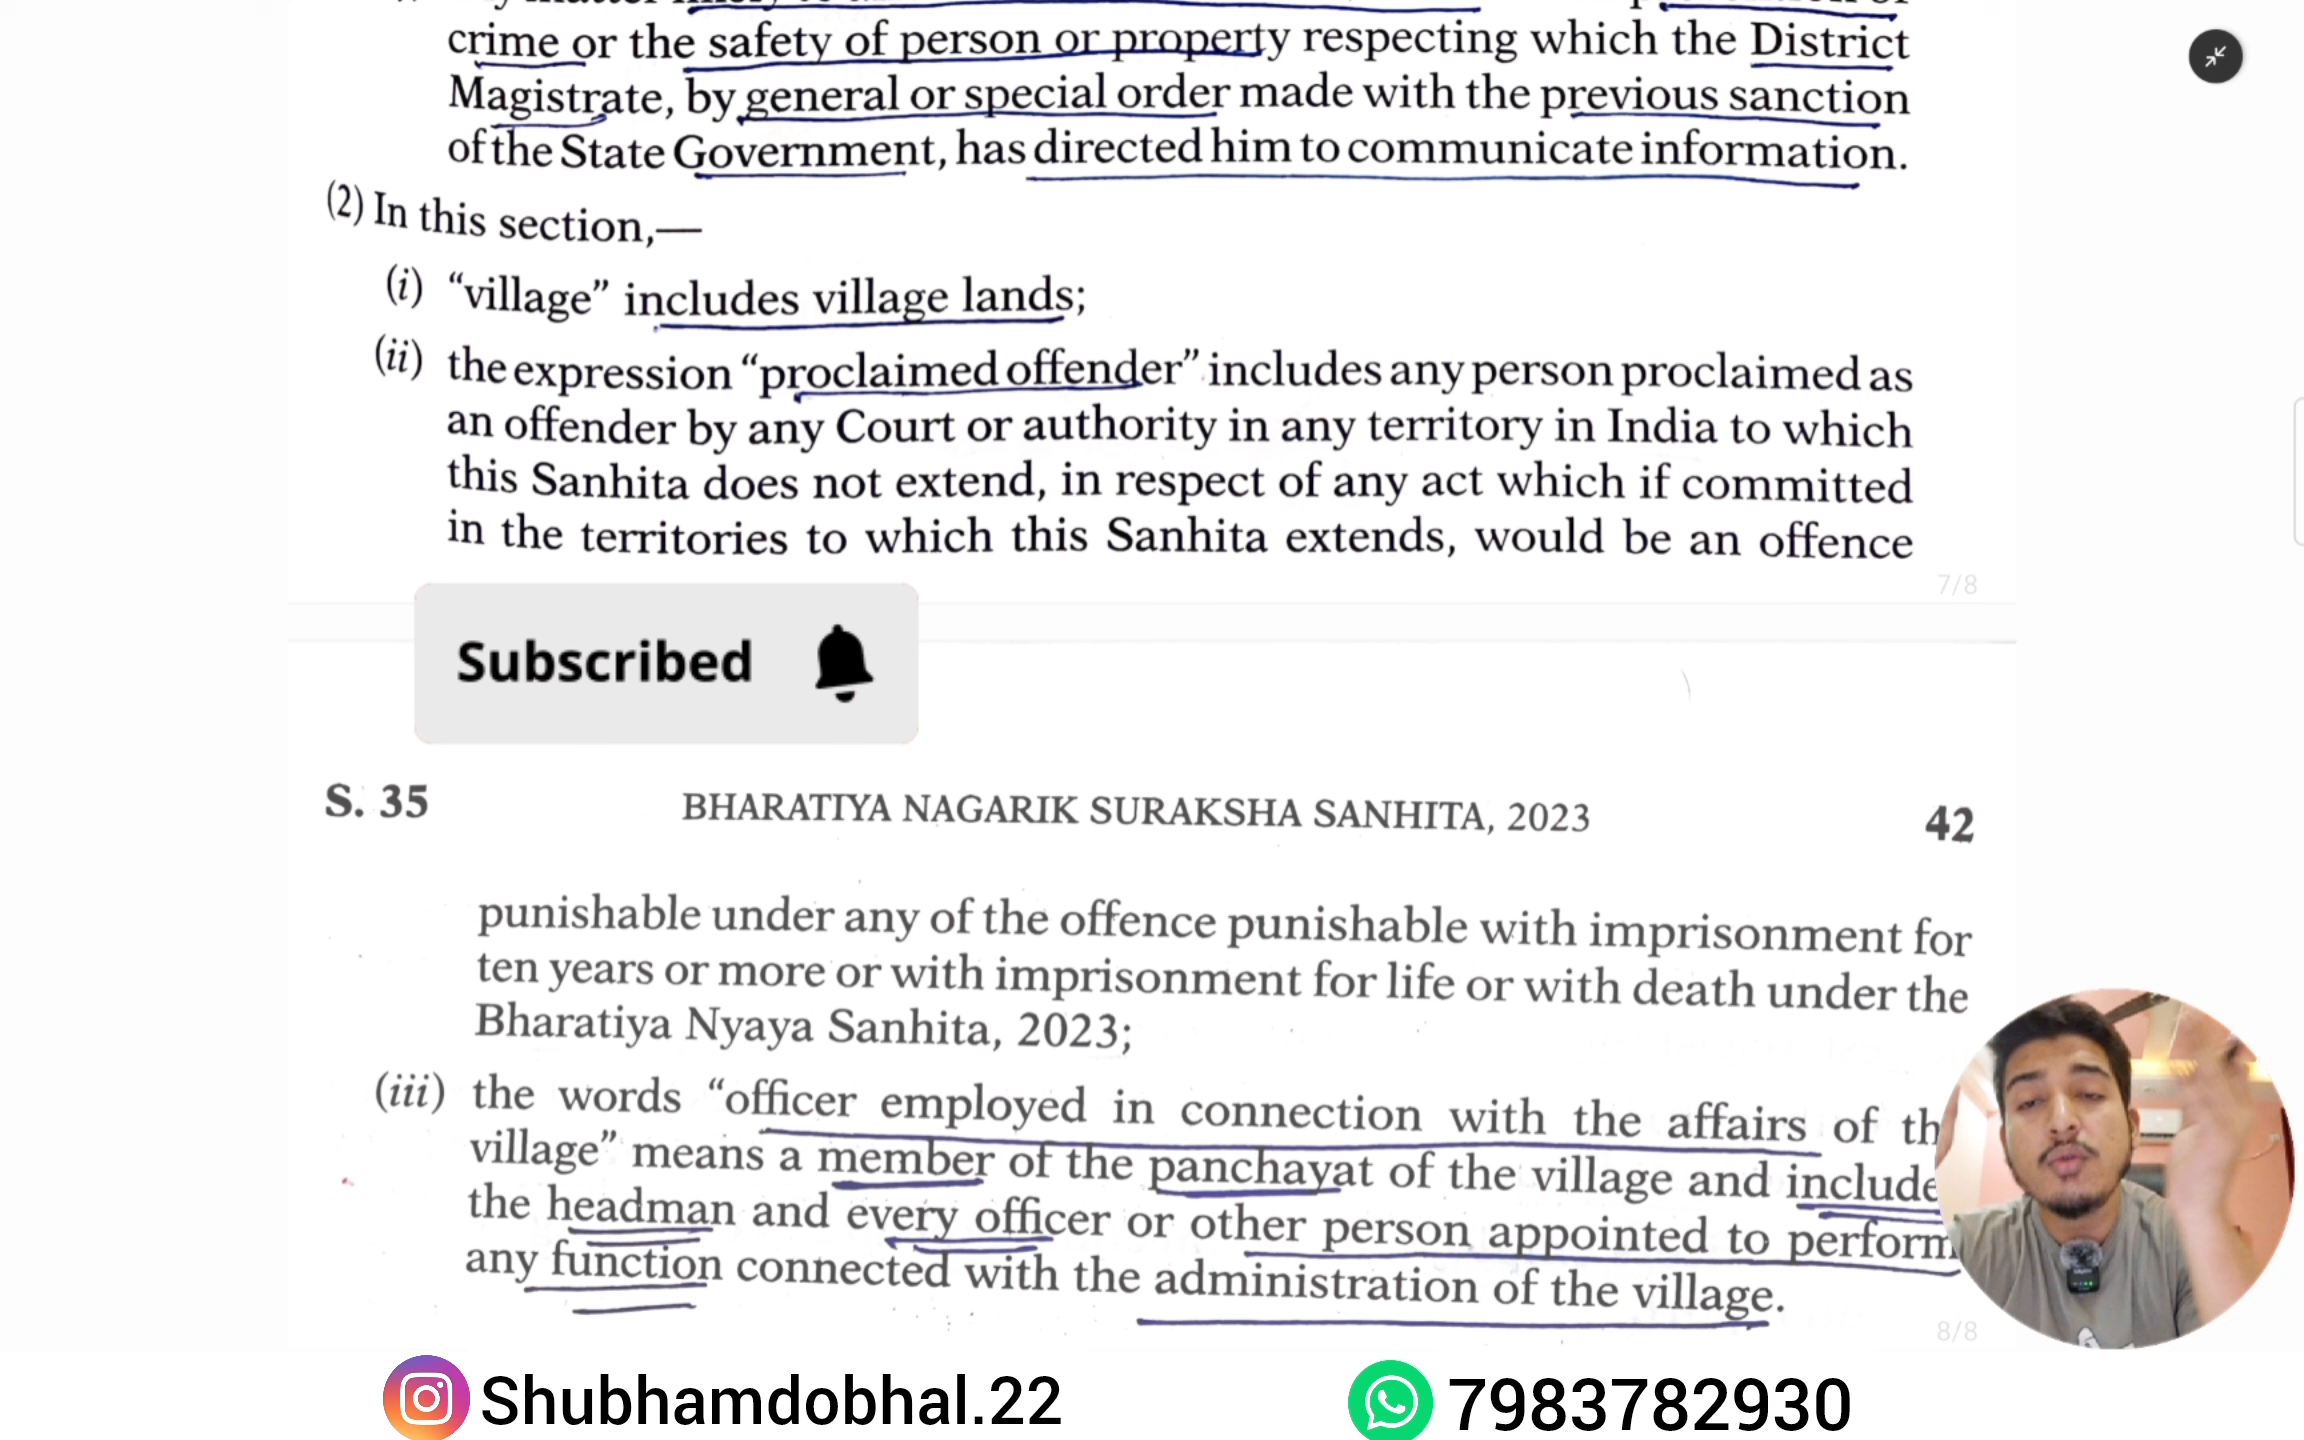 crime or the safety of person or property respecting which the District
Magistrate, by general or special order made with the previous sanction
of the State Government, has directed him to communicate information.
(2) In this section,—
(i) “village” includes village lands;
(ii) the expression “proclaimed offender” includes any person proclaimed as
an offender by any Court or authority in any territory in India to which
this Sanhita does not extend, in respect of any act which if committed
in the territories to which this Sanhita extends, would be an offence
7/8
Subscribed
S. 35 BHARATIYA NAGARIK SURAKSHA SANHITA, 2023 42
punishable under any of the offence punishable with imprisonment for
ten years or more or with imprisonment for life or with death under the
Bharatiya Nyaya Sanhita, 2023;
(iii) the words “officer employed in connection with the affairs of th
village” means a member of the panchayat of the village and include
the headman and every officer or other person appointed to perform
any function connected with the administration of the village.
8/8
Shubhamdobhal.22 7983782930